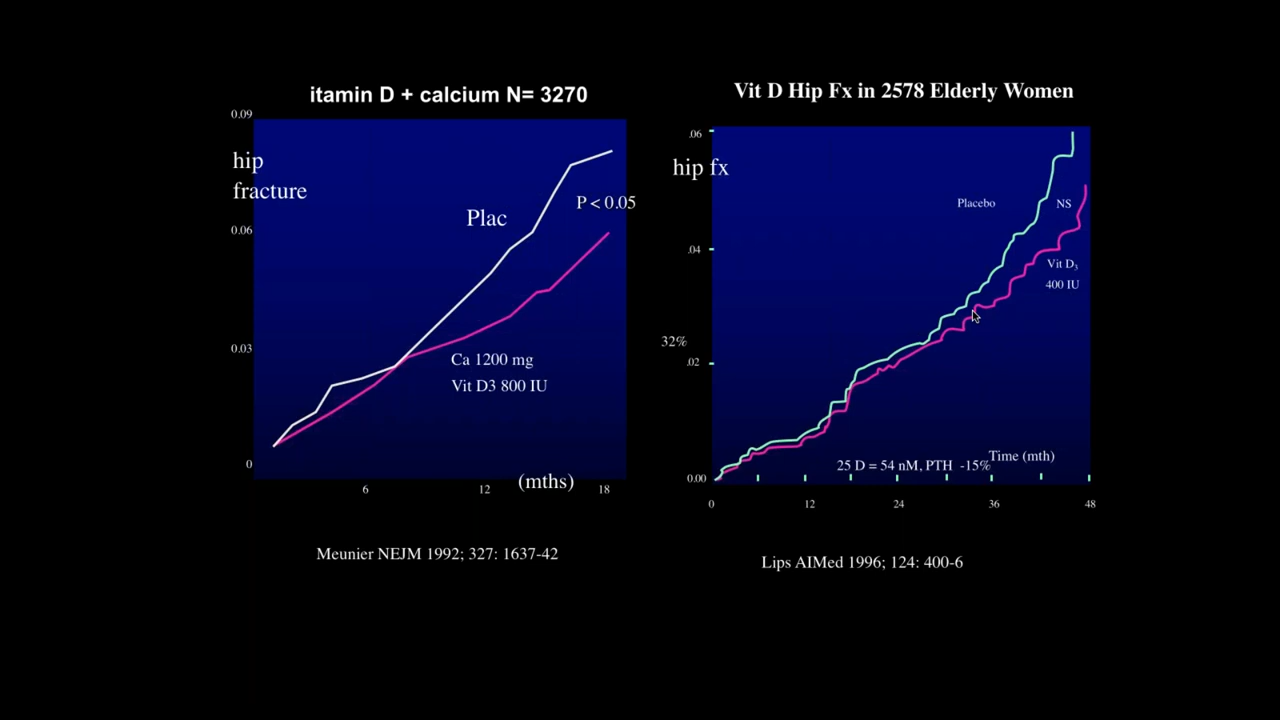 itamin D + calcium N= 3270
0.09
hip
fracture
P < 0.05
Plac
0.06
0.03
Ca 1200 mg
Vit D3 800 IU
0
(mths)
6 12 18
Meunier NEJM 1992; 327: 1637-42
Vit D Hip Fx in 2578 Elderly Women
.06
hip fx
Placebo NS
.04
Vit D3
400 IU
32%
.02
Time (mth)
25 D = 54 nM, PTH -15%
0.00
0 12 24 36 48
Lips AIMed 1996; 124: 400-6